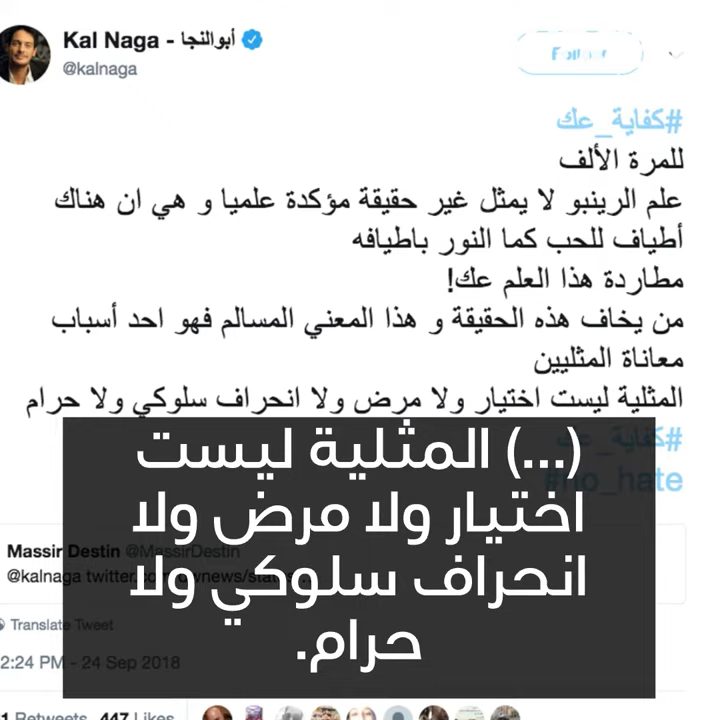 Kal Naga - أبوالنجا
@kalnaga
#كفاية_عك
للمرة الألف
علم الرينبو لا يمثل غير حقيقة مؤكدة علميا و هي ان هناك
أطياف للحب كما النور باطيافه
مطاردة هذا العلم عك!
من يخاف هذه الحقيقة و هذا المعني المسالم فهو احد أسباب
معاناة المثليين
المثلية ليست اختيار ولا مرض ولا انحراف سلوكي ولا حرام
#كفاية_عك
#no_hate
(...) المثلية ليست
اختيار ولا مرض ولا
انحراف سلوكي ولا
حرام.
Massir Destin @MassirDestin
@kalnaga
Translate Tweet
2:24 PM - 24 Sep 2018
Retweets 447 Likes